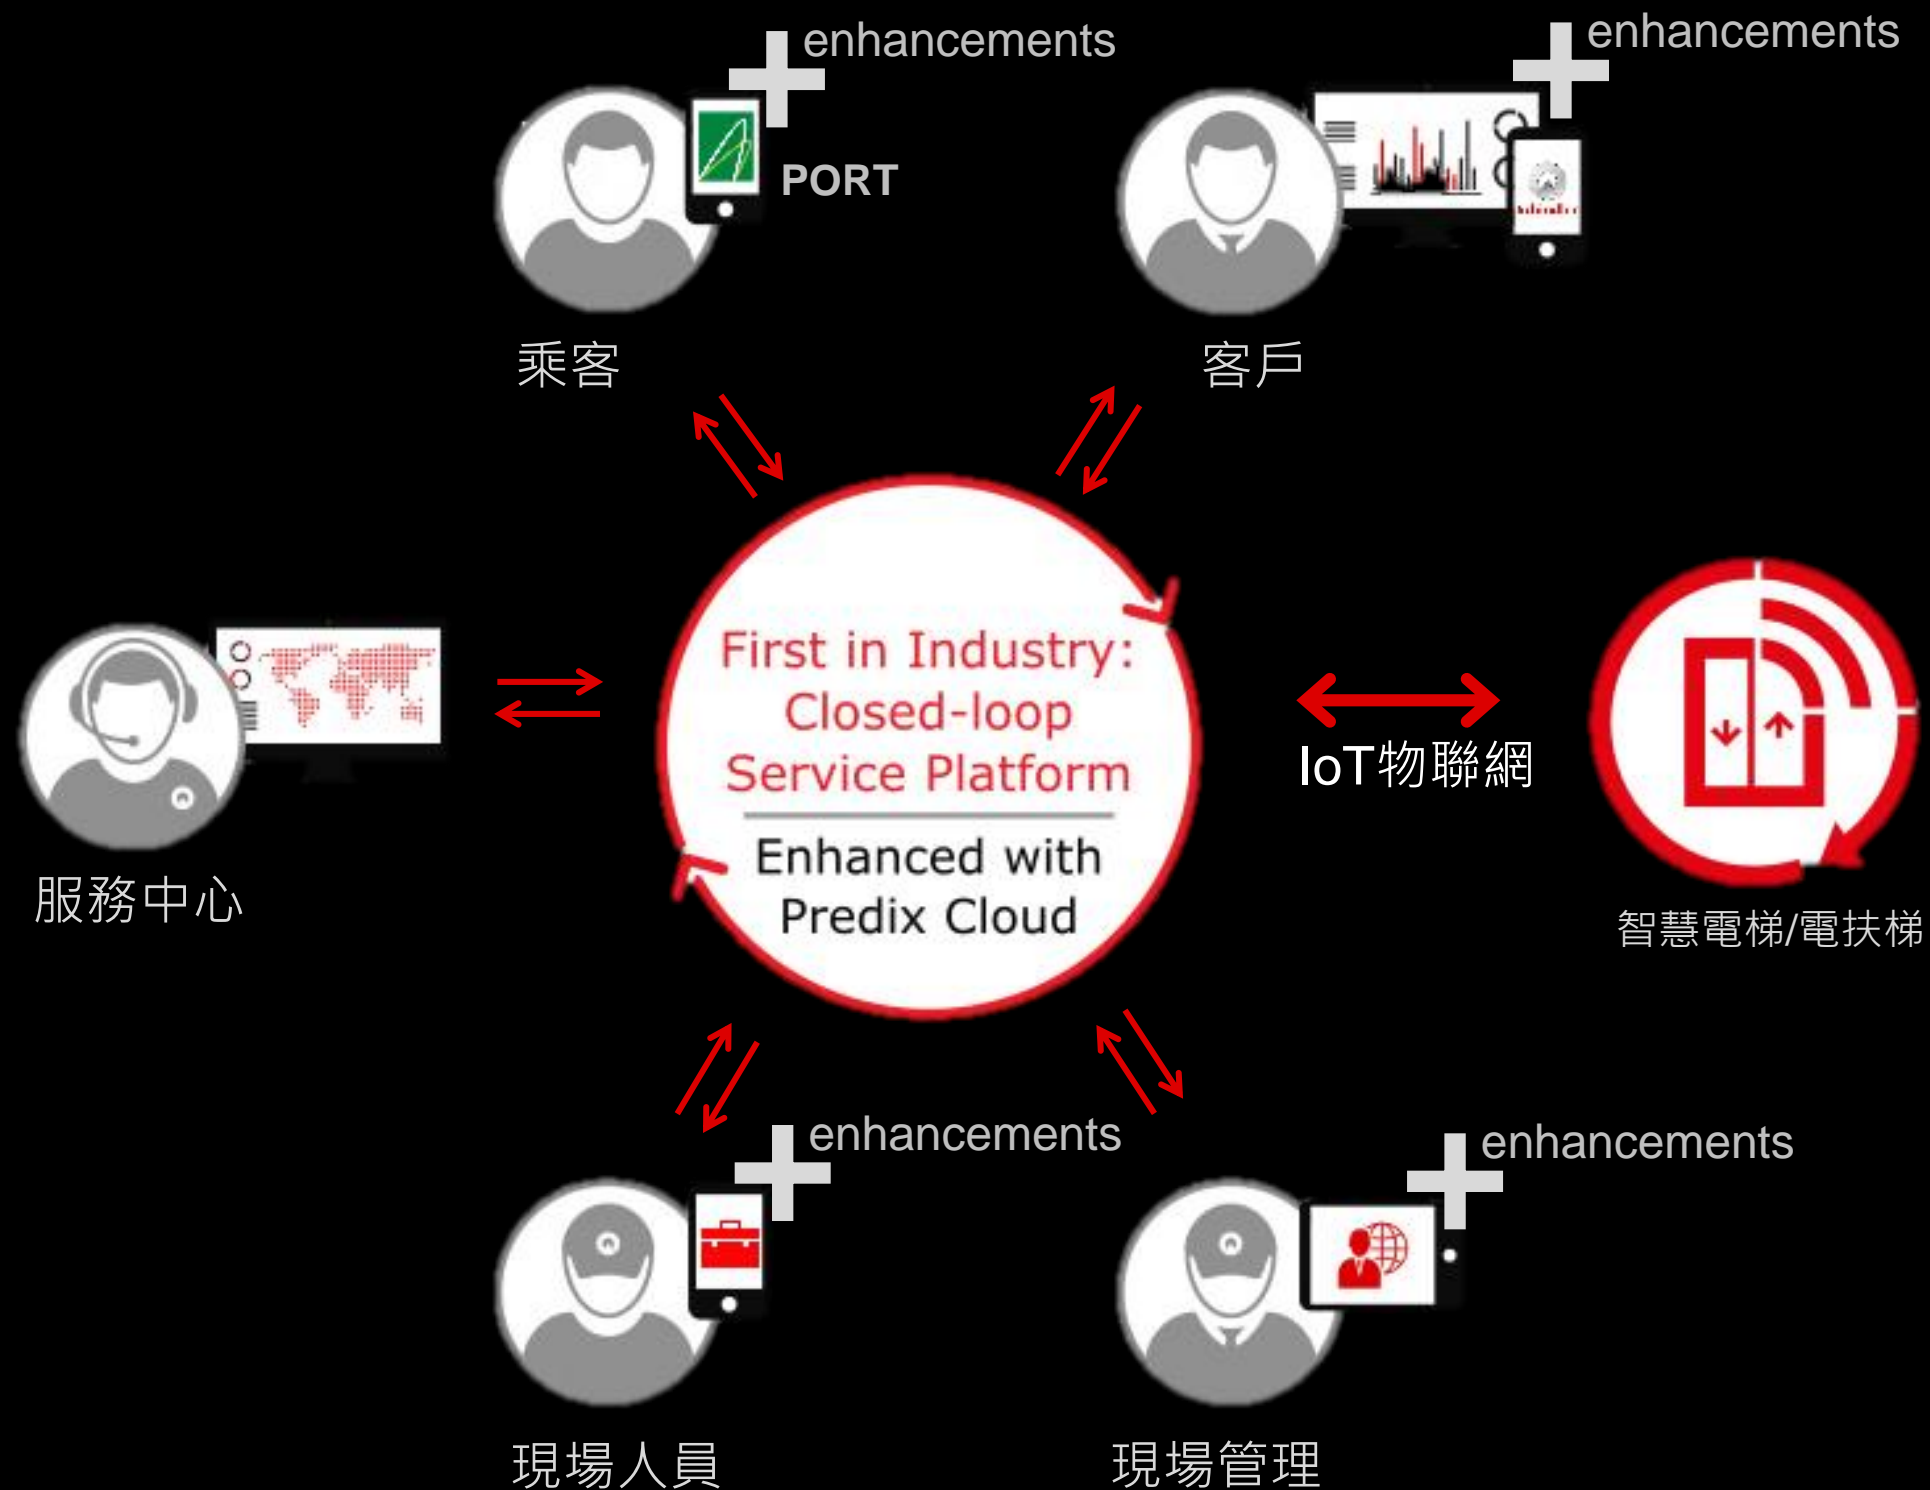 enhancements
enhancements
PORT
乘客
客戶
First in Industry:
Closed-loop
Service Platform
Enhanced with
Predix Cloud
IoT物聯網
服務中心
智慧電梯/電扶梯
enhancements
enhancements
現場人員
現場管理